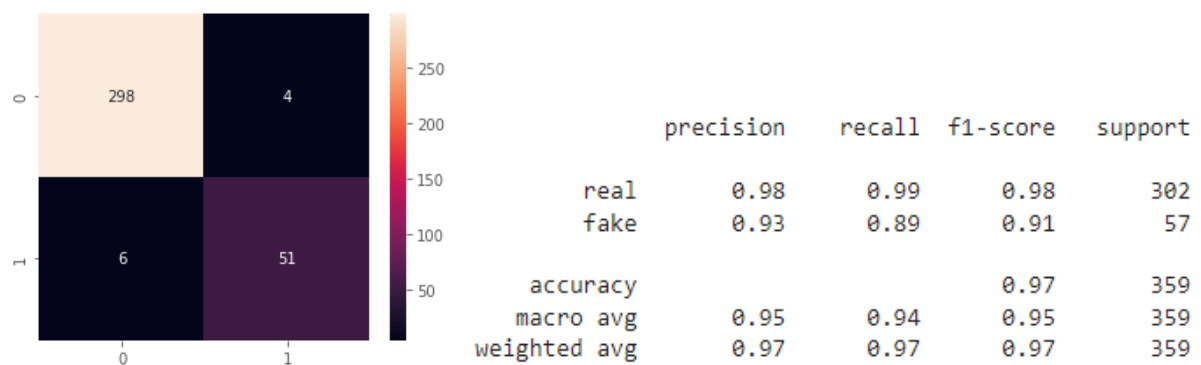 250
0
298
4
200
150
100
1
6
51
50
0
1
precision recall f1-score support
real 0.98 0.99 0.98 302
fake 0.93 0.89 0.91 57
accuracy 0.97 359
macro avg 0.95 0.94 0.95 359
weighted avg 0.97 0.97 0.97 359